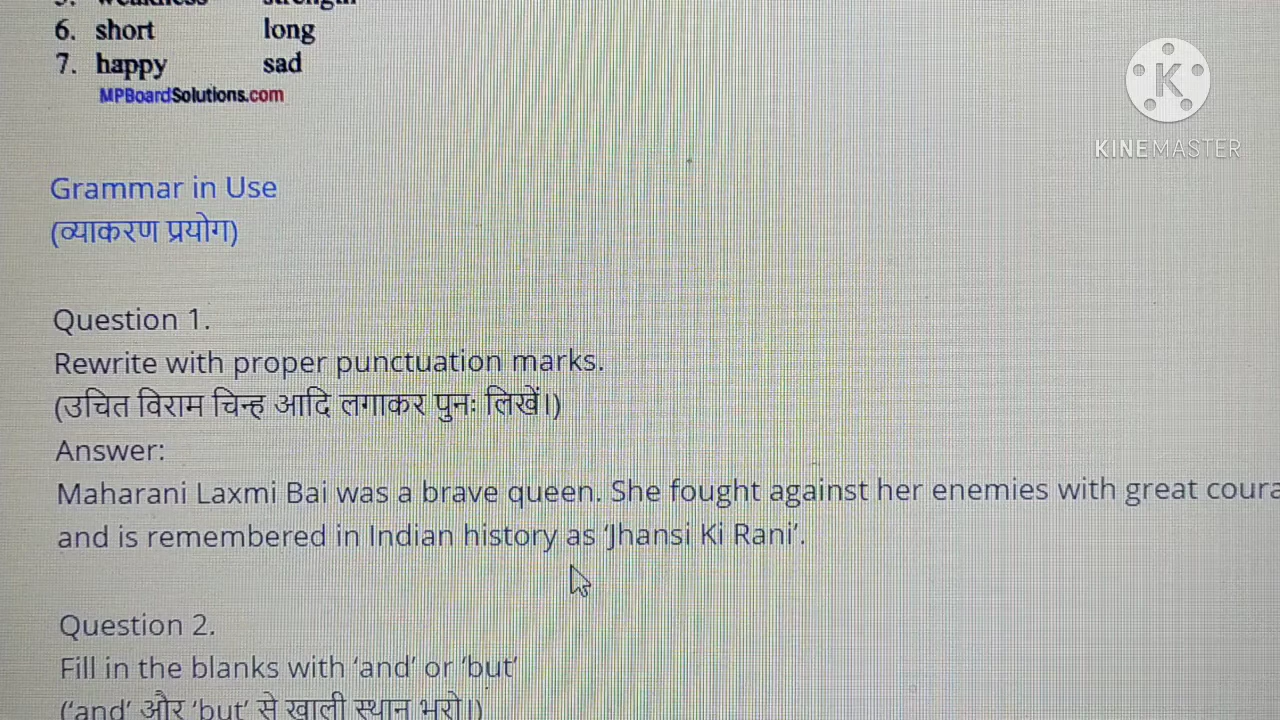 6. short long
7. happy sad
MPBoardSolutions.com
KINEMASTER
Grammar in Use
(व्याकरण प्रयोग)
Question 1.
Rewrite with proper punctuation marks.
(उचित विराम चिन्ह आदि लगाकर पुनः लिखें।)
Answer:
Maharani Laxmi Bai was a brave queen. She fought against her enemies with great
and is remembered in Indian history as ‘Jhansi Ki Rani’.
Question 2.
Fill in the blanks with ‘and’ or ‘but’
(‘and’ और ‘but’ से खाली स्थान भरो।)